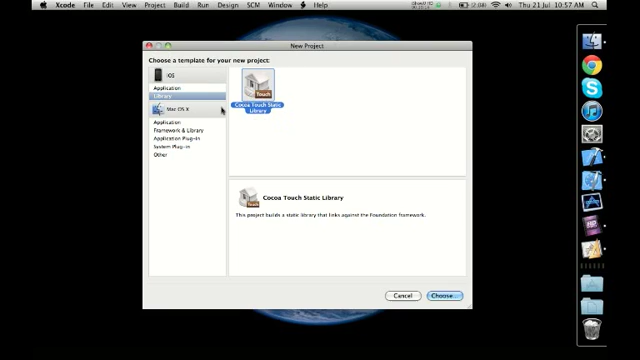 Xcode File Edit View Project Build Run Design SCM Window Help (2:08) Thu 21 Jul 10:57 AM
New Project
Choose a template for your new project:
iOS
Application
Library
Mac OS X
Application
Framework & Library
Application Plug-in
System Plug-in
Other
Touch
Cocoa Touch Static
Library
Cocoa Touch Static Library
This project builds a static library that links against the Foundation framework.
Cancel
Choose...